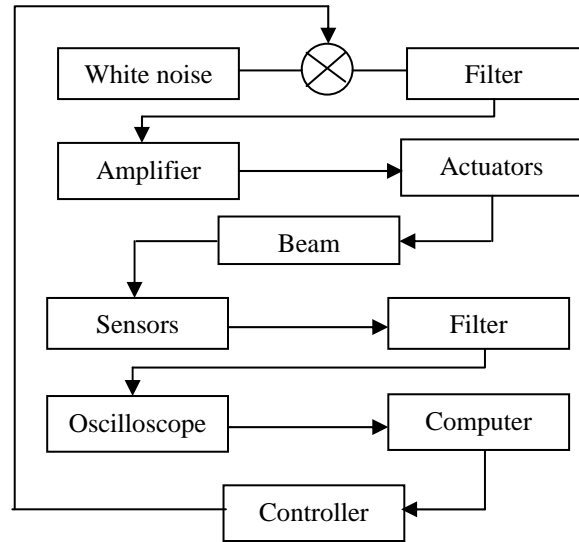 White noise
Filter
Amplifier
Actuators
Beam
Sensors
Filter
Oscilloscope
Computer
Controller